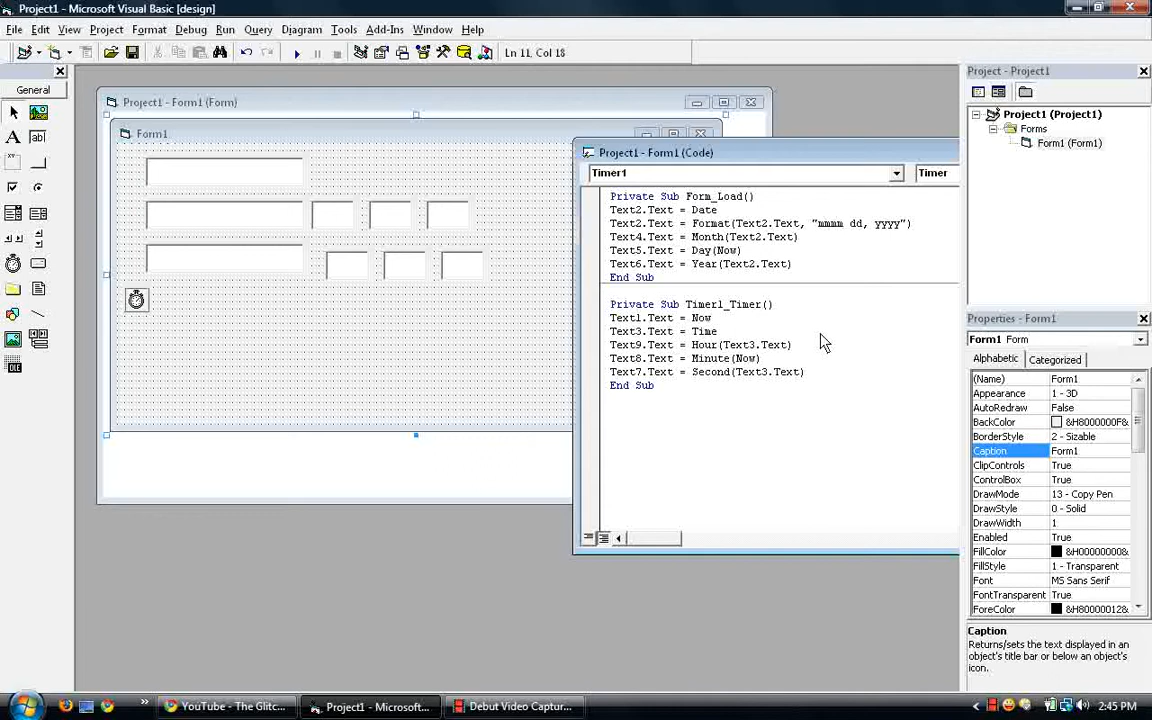 Project1 - Microsoft Visual Basic [design]
File Edit View Project Format Debug Run Query Diagram Tools Add-Ins Window Help
Ln 11, Col 18
General
Project1 - Form1 (Form)
Form1
Project1 - Form1 (Code)
Timer1
Timer
Private Sub Form_Load()
Text2.Text = Date
Text2.Text = Format(Text2.Text, "mmmm dd, yyyy")
Text4.Text = Month(Text2.Text)
Text5.Text = Day(Now)
Text6.Text = Year(Text2.Text)
End Sub
Private Sub Timer1_Timer()
Text1.Text = Now
Text3.Text = Time
Text9.Text = Hour(Text3.Text)
Text8.Text = Minute(Now)
Text7.Text = Second(Text3.Text)
End Sub
Project - Project1
Project1 (Project1)
Forms
Form1 (Form1)
Properties - Form1
Form1 Form
Alphabetic Categorized
(Name) Form1
Appearance 1 - 3D
AutoRedraw False
BackColor &H8000000F&
BorderStyle 2 - Sizable
Caption Form1
ClipControls True
ControlBox True
DrawMode 13 - Copy Pen
DrawStyle 0 - Solid
DrawWidth 1
Enabled True
FillColor &H00000000&
FillStyle 1 - Transparent
Font MS Sans Serif
FontTransparent True
ForeColor &H80000012&
Caption
Returns/sets the text displayed in an
object's title bar or below an object's
icon.
YouTube - The Glitc...
Project1 - Microsoft...
Debut Video Captur...
2:45 PM